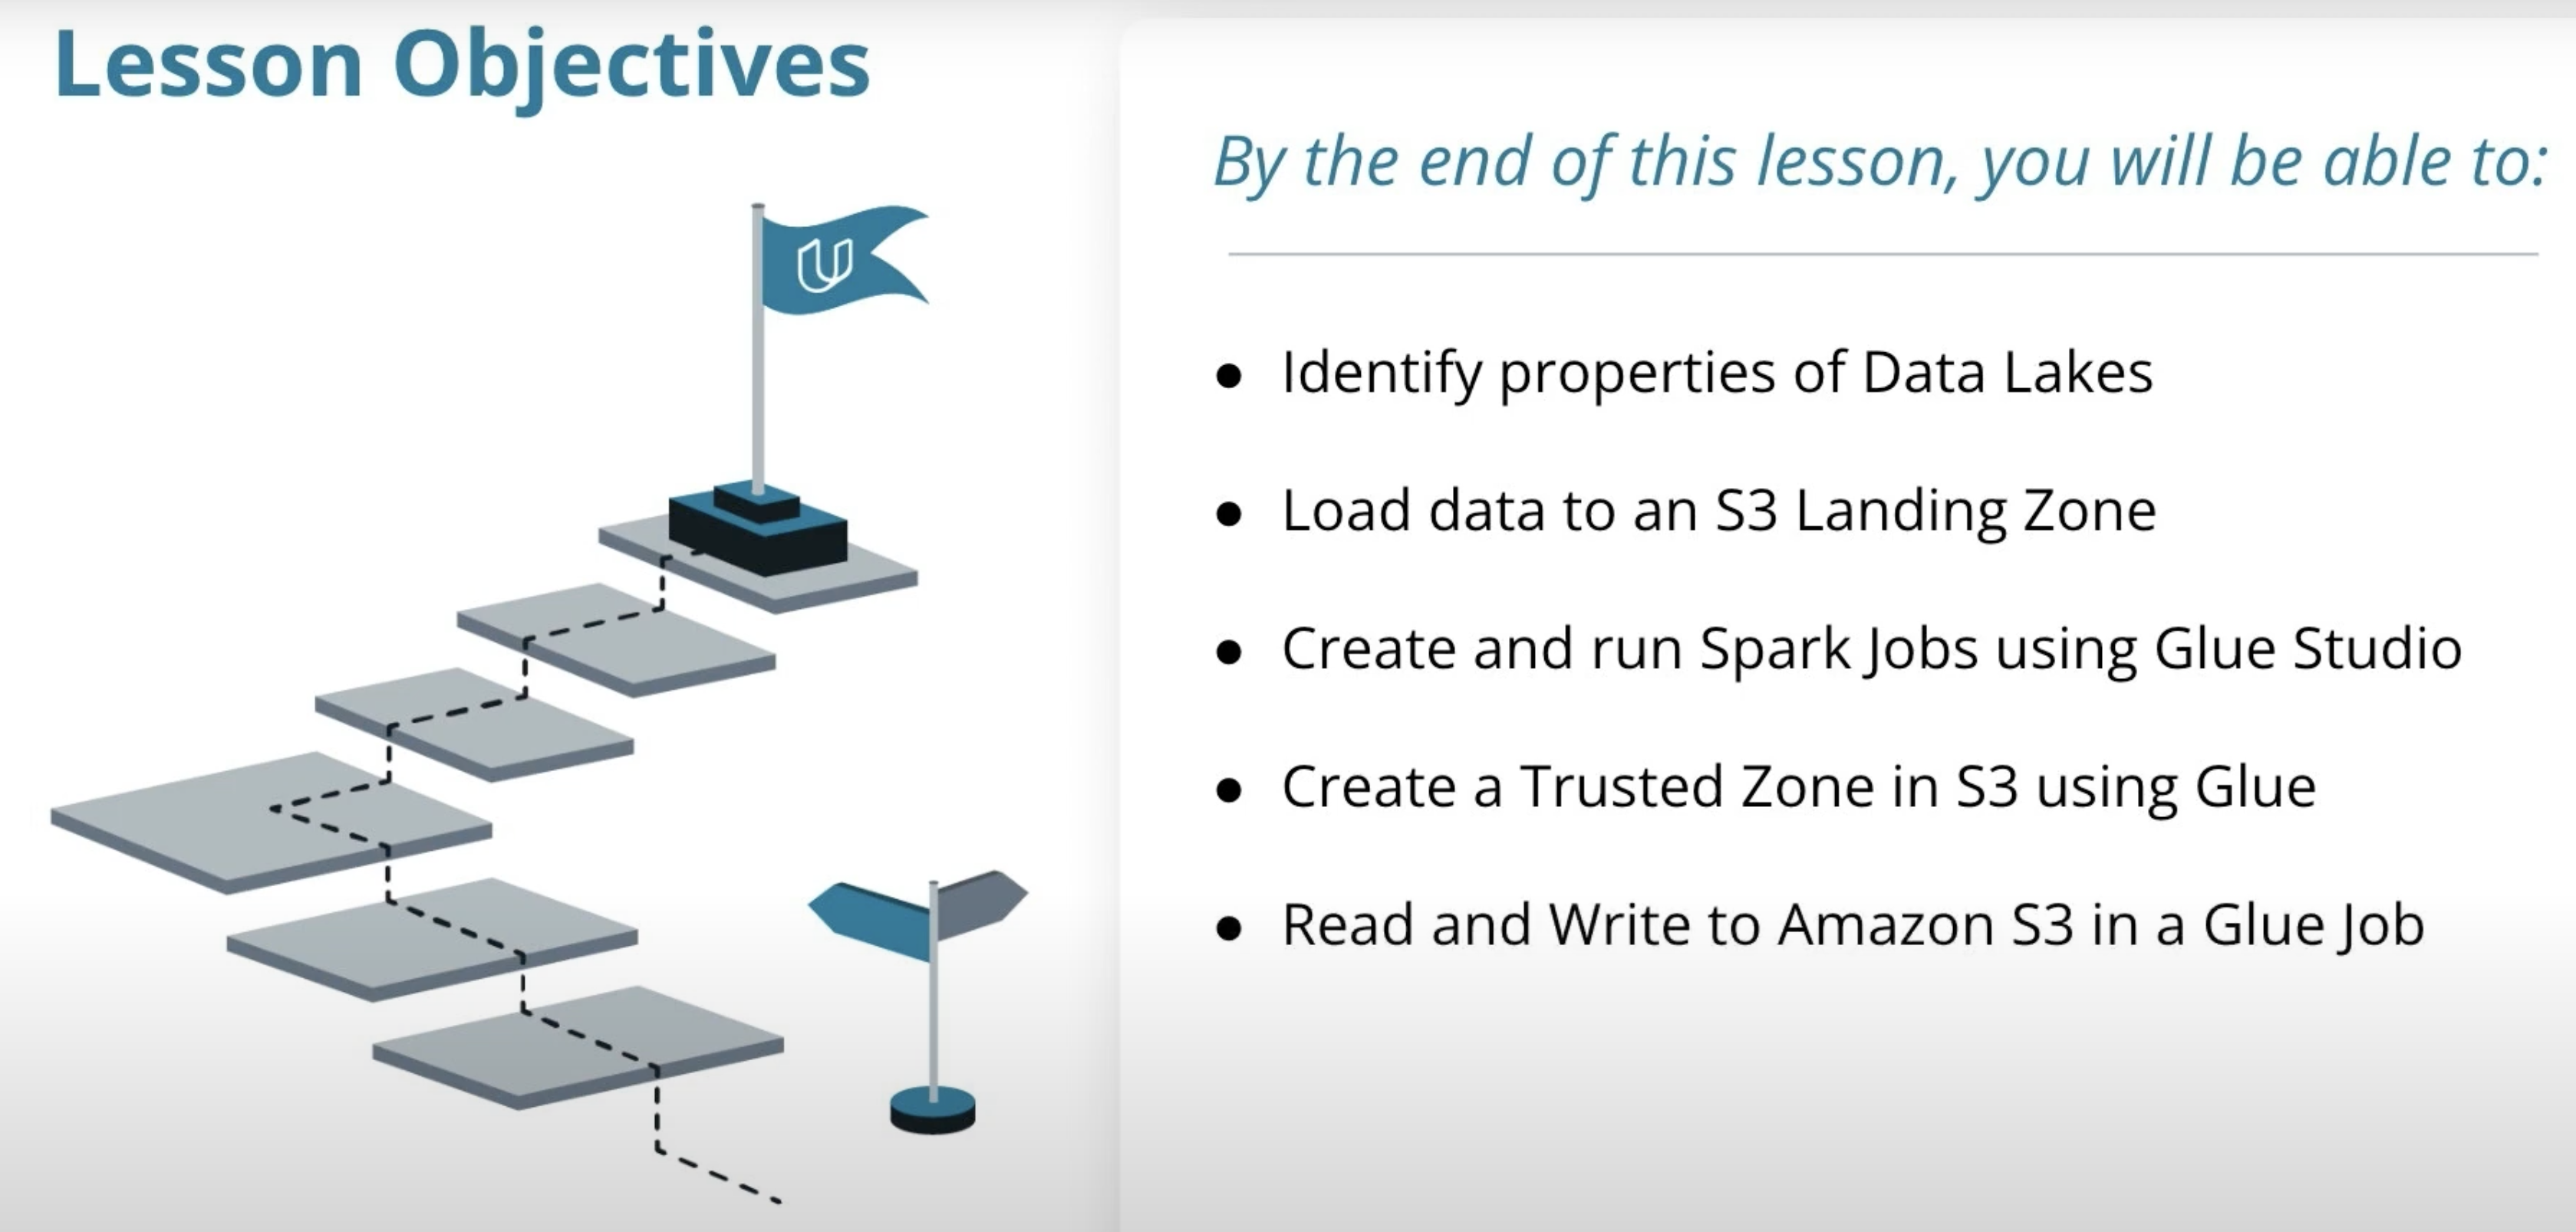 Lesson Objectives
By the end of this lesson, you will be able to:
● Identify properties of Data Lakes
● Load data to an S3 Landing Zone
● Create and run Spark Jobs using Glue Studio
● Create a Trusted Zone in S3 using Glue
● Read and Write to Amazon S3 in a Glue Job